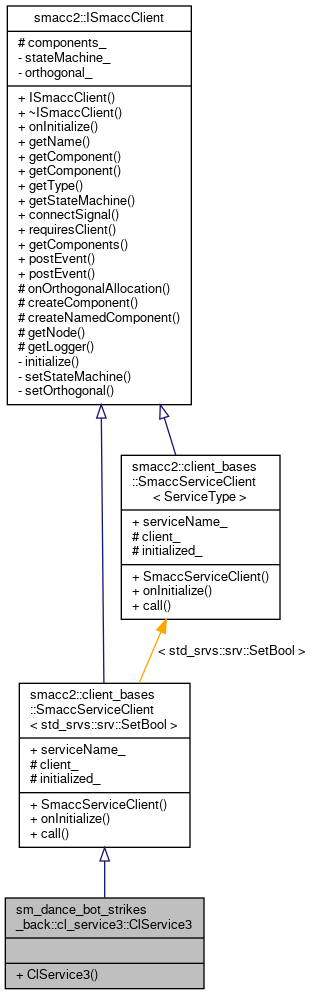 smacc2::ISmaccClient
# components_
- stateMachine_
- orthogonal_
+ ISmaccClient()
+ ~ISmaccClient()
+ onInitialize()
+ getName()
+ getComponent()
+ getComponent()
+ getType()
+ getStateMachine()
+ connectSignal()
+ requiresClient()
+ getComponents()
+ postEvent()
+ postEvent()
# onOrthogonalAllocation()
# createComponent()
# createNamedComponent()
# getNode()
# getLogger()
- initialize()
- setStateMachine()
- setOrthogonal()
smacc2::client_bases
::SmaccServiceClient
< ServiceType >
+ serviceName_
# client_
# initialized_
+ SmaccServiceClient()
+ onInitialize()
+ call()
< std_srvs::srv::SetBool >
smacc2::client_bases
::SmaccServiceClient
< std_srvs::srv::SetBool >
+ serviceName_
# client_
# initialized_
+ SmaccServiceClient()
+ onInitialize()
+ call()
sm_dance_bot_strikes
_back::cl_service3::ClService3
+ ClService3()